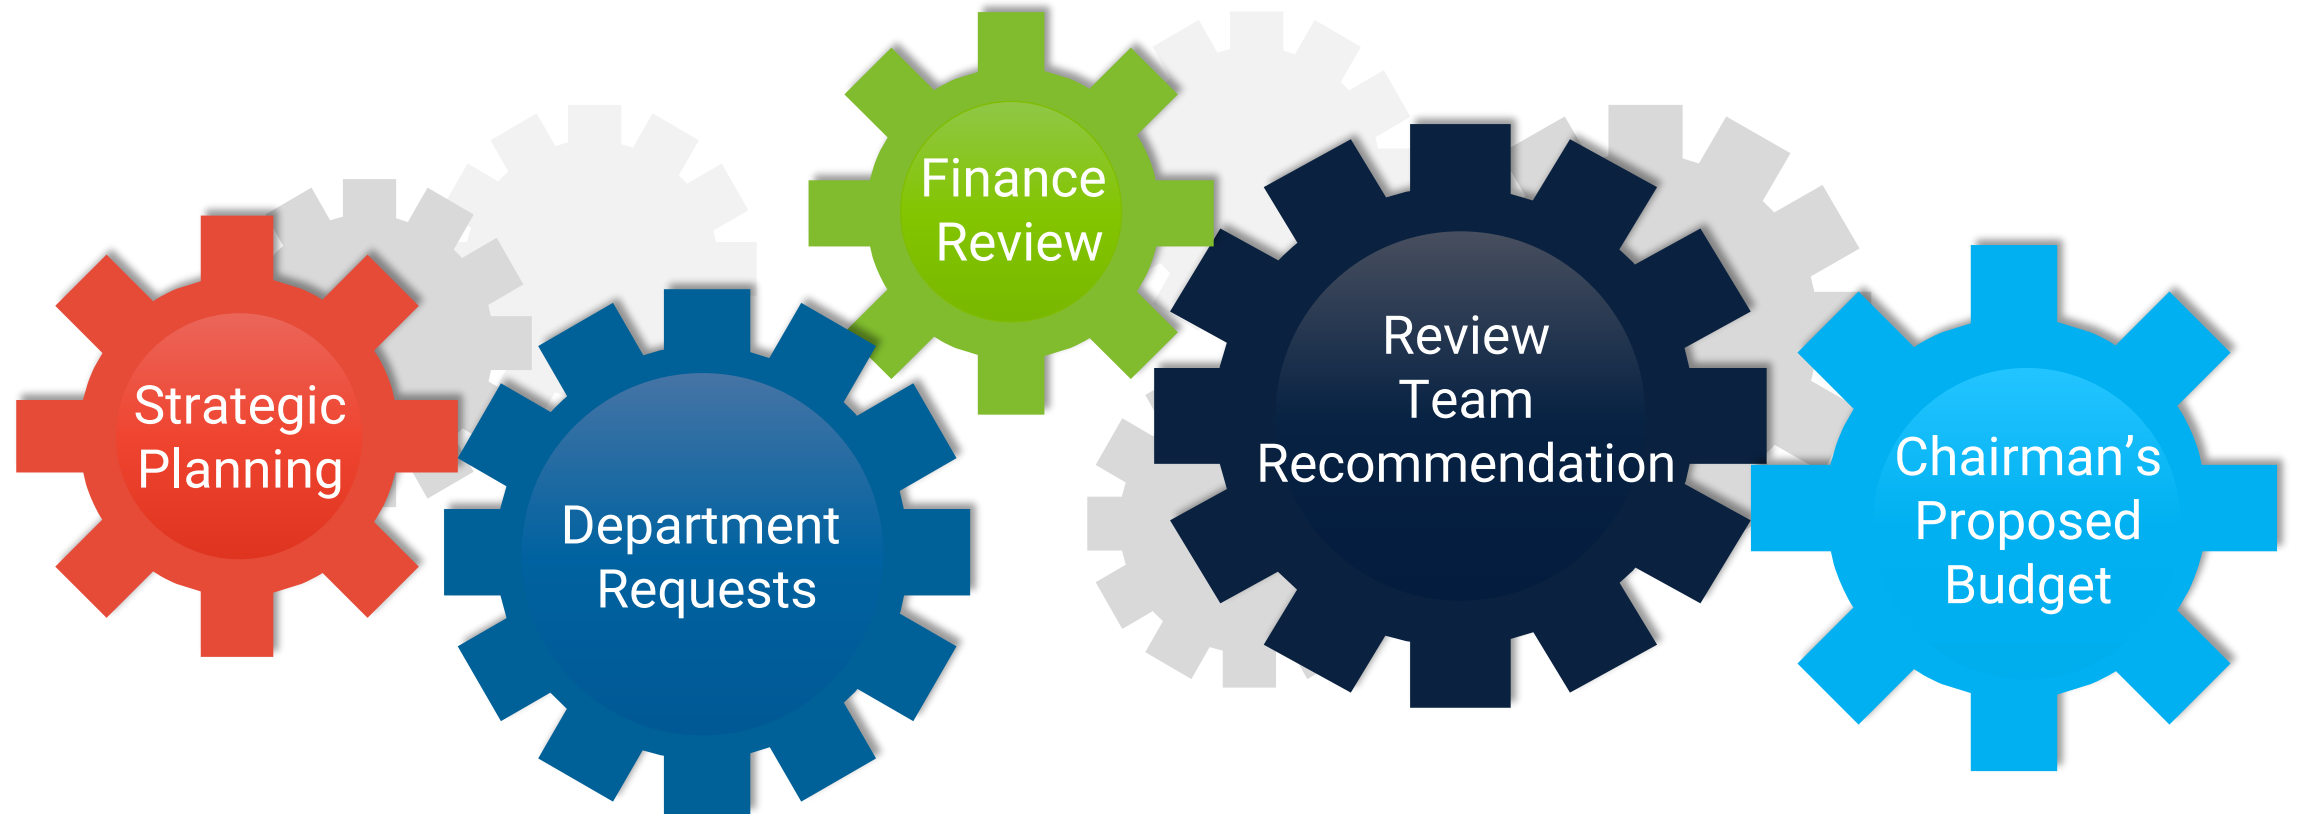 Strategic
Planning
Department
Requests
Finance
Review
Review
Team
Recommendation
Chairman’s
Proposed
Budget